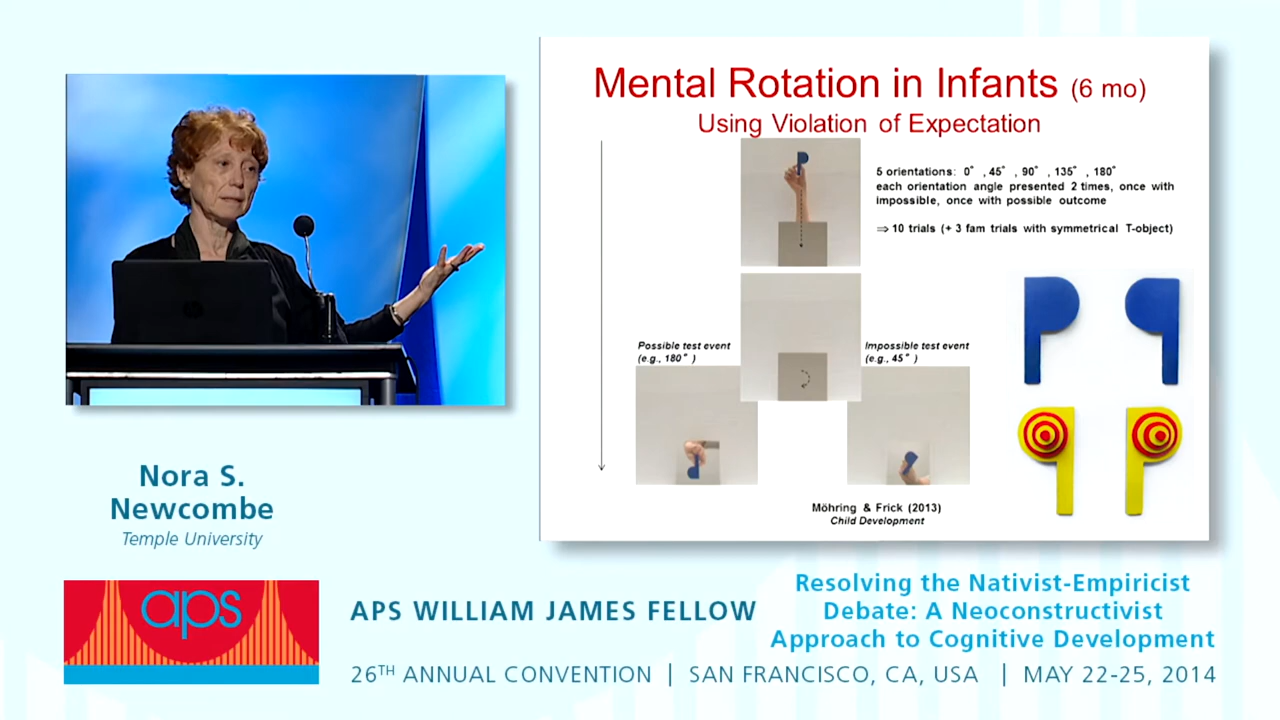 Mental Rotation in Infants (6 mo)
Using Violation of Expectation
5 orientations: 0° , 45° , 90° , 135° , 180°
each orientation angle presented 2 times, once with
impossible, once with possible outcome
⇒ 10 trials (+ 3 fam trials with symmetrical T-object)
Possible test event
(e.g., 180° )
Impossible test event
(e.g., 45° )
Möhring & Frick (2013)
Child Development
Nora S.
Newcombe
Temple University
aps
APS WILLIAM JAMES FELLOW
Resolving the Nativist-Empiricist
Debate: A Neoconstructivist
Approach to Cognitive Development
26TH ANNUAL CONVENTION | SAN FRANCISCO, CA, USA | MAY 22-25, 2014